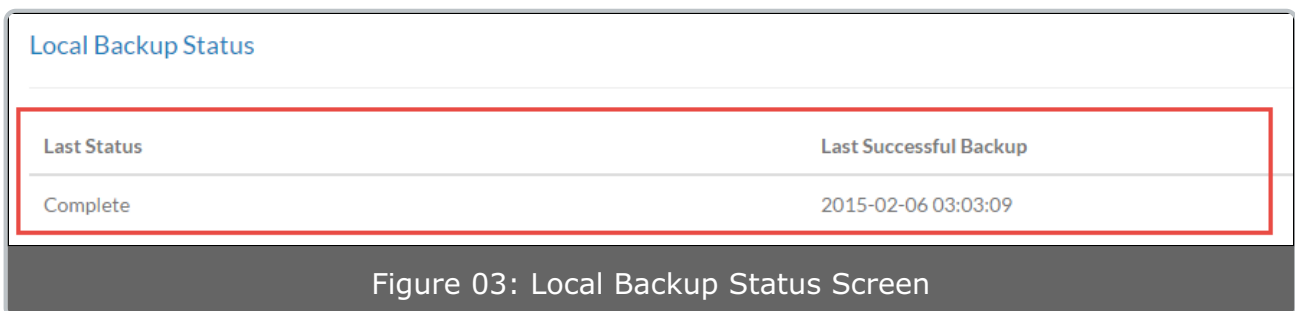 Local Backup Status
Last Status Last Successful Backup
Complete 2015-02-06 03:03:09
Figure 03: Local Backup Status Screen